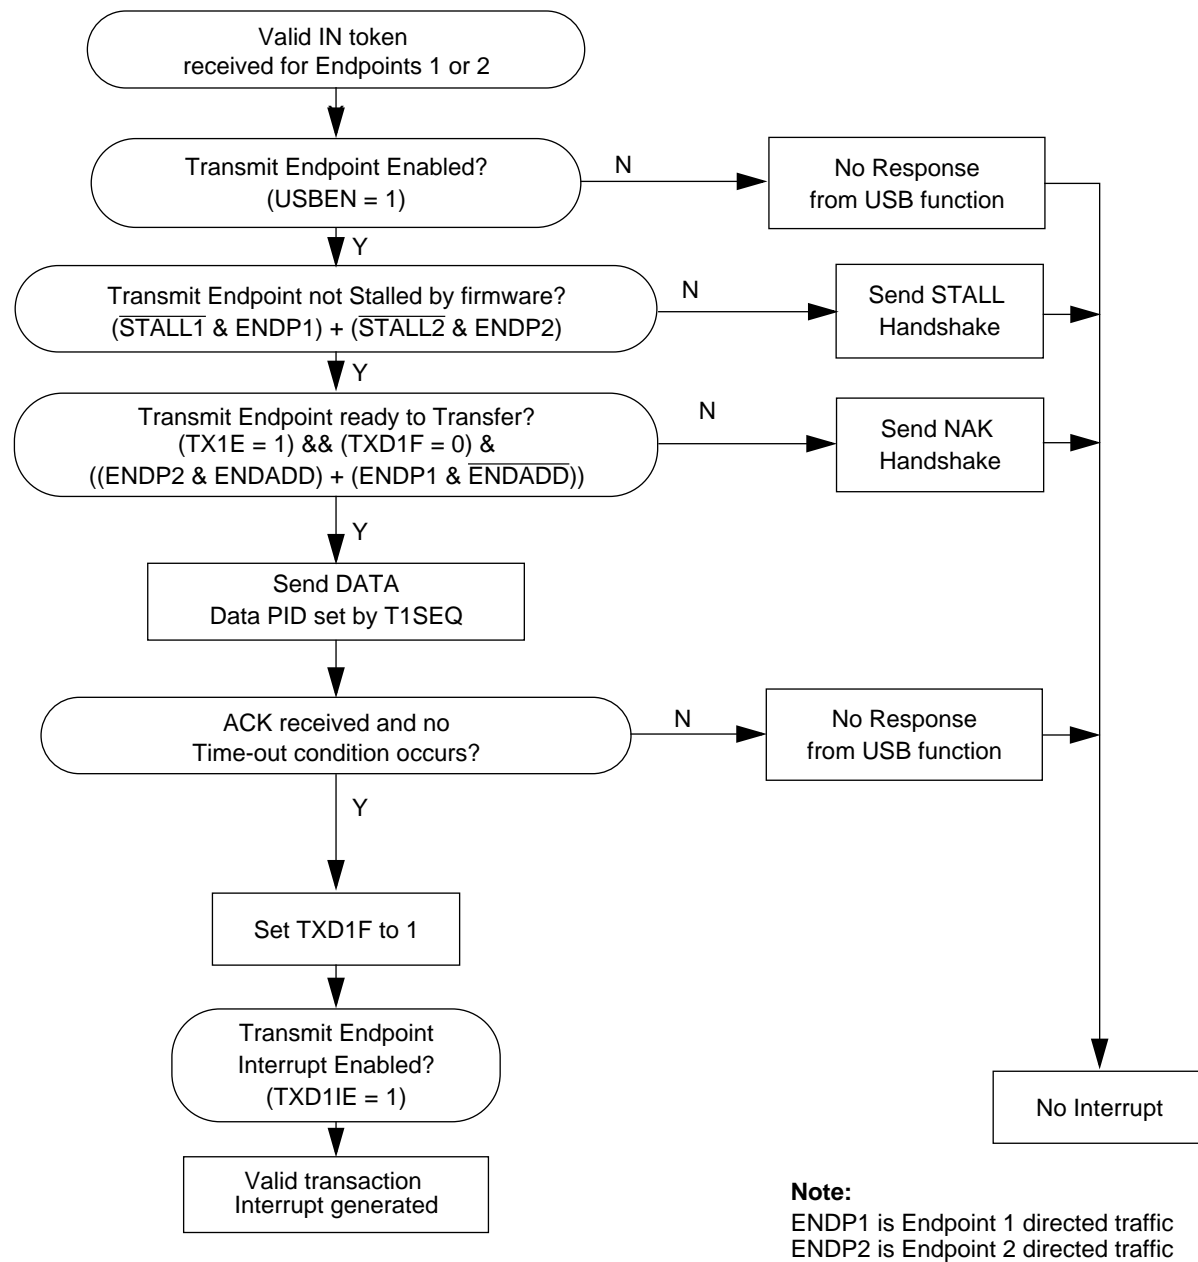 Valid IN token
received for Endpoints 1 or 2
Transmit Endpoint Enabled?
(USBEN = 1)
N
No Response
from USB function
Y
Transmit Endpoint not Stalled by firmware?
(S̅T̅A̅L̅L̅1̅ & ENDP1) + (S̅T̅A̅L̅L̅2̅ & ENDP2)
N
Send STALL
Handshake
Y
Transmit Endpoint ready to Transfer?
(TX1E = 1) && (TXD1F = 0) &
((ENDP2 & ENDADD) + (ENDP1 & E̅N̅D̅A̅D̅D̅))
N
Send NAK
Handshake
Y
Send DATA
Data PID set by T1SEQ
ACK received and no
Time-out condition occurs?
N
No Response
from USB function
Y
Set TXD1F to 1
Transmit Endpoint
Interrupt Enabled?
(TXD1IE = 1)
No Interrupt
Valid transaction
Interrupt generated
Note:
ENDP1 is Endpoint 1 directed traffic
ENDP2 is Endpoint 2 directed traffic